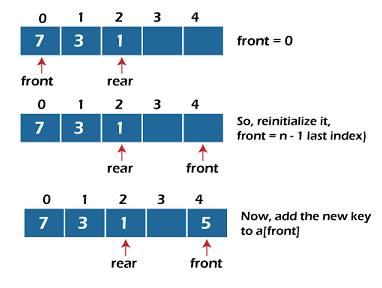 0 1 2 3 4
7 3 1
front = 0
front rear
0 1 2 3 4
7 3 1
So, reinitialize it,
front = n - 1 last index)
rear front
0 1 2 3 4
7 3 1 5
Now, add the new key
to a[front]
rear front